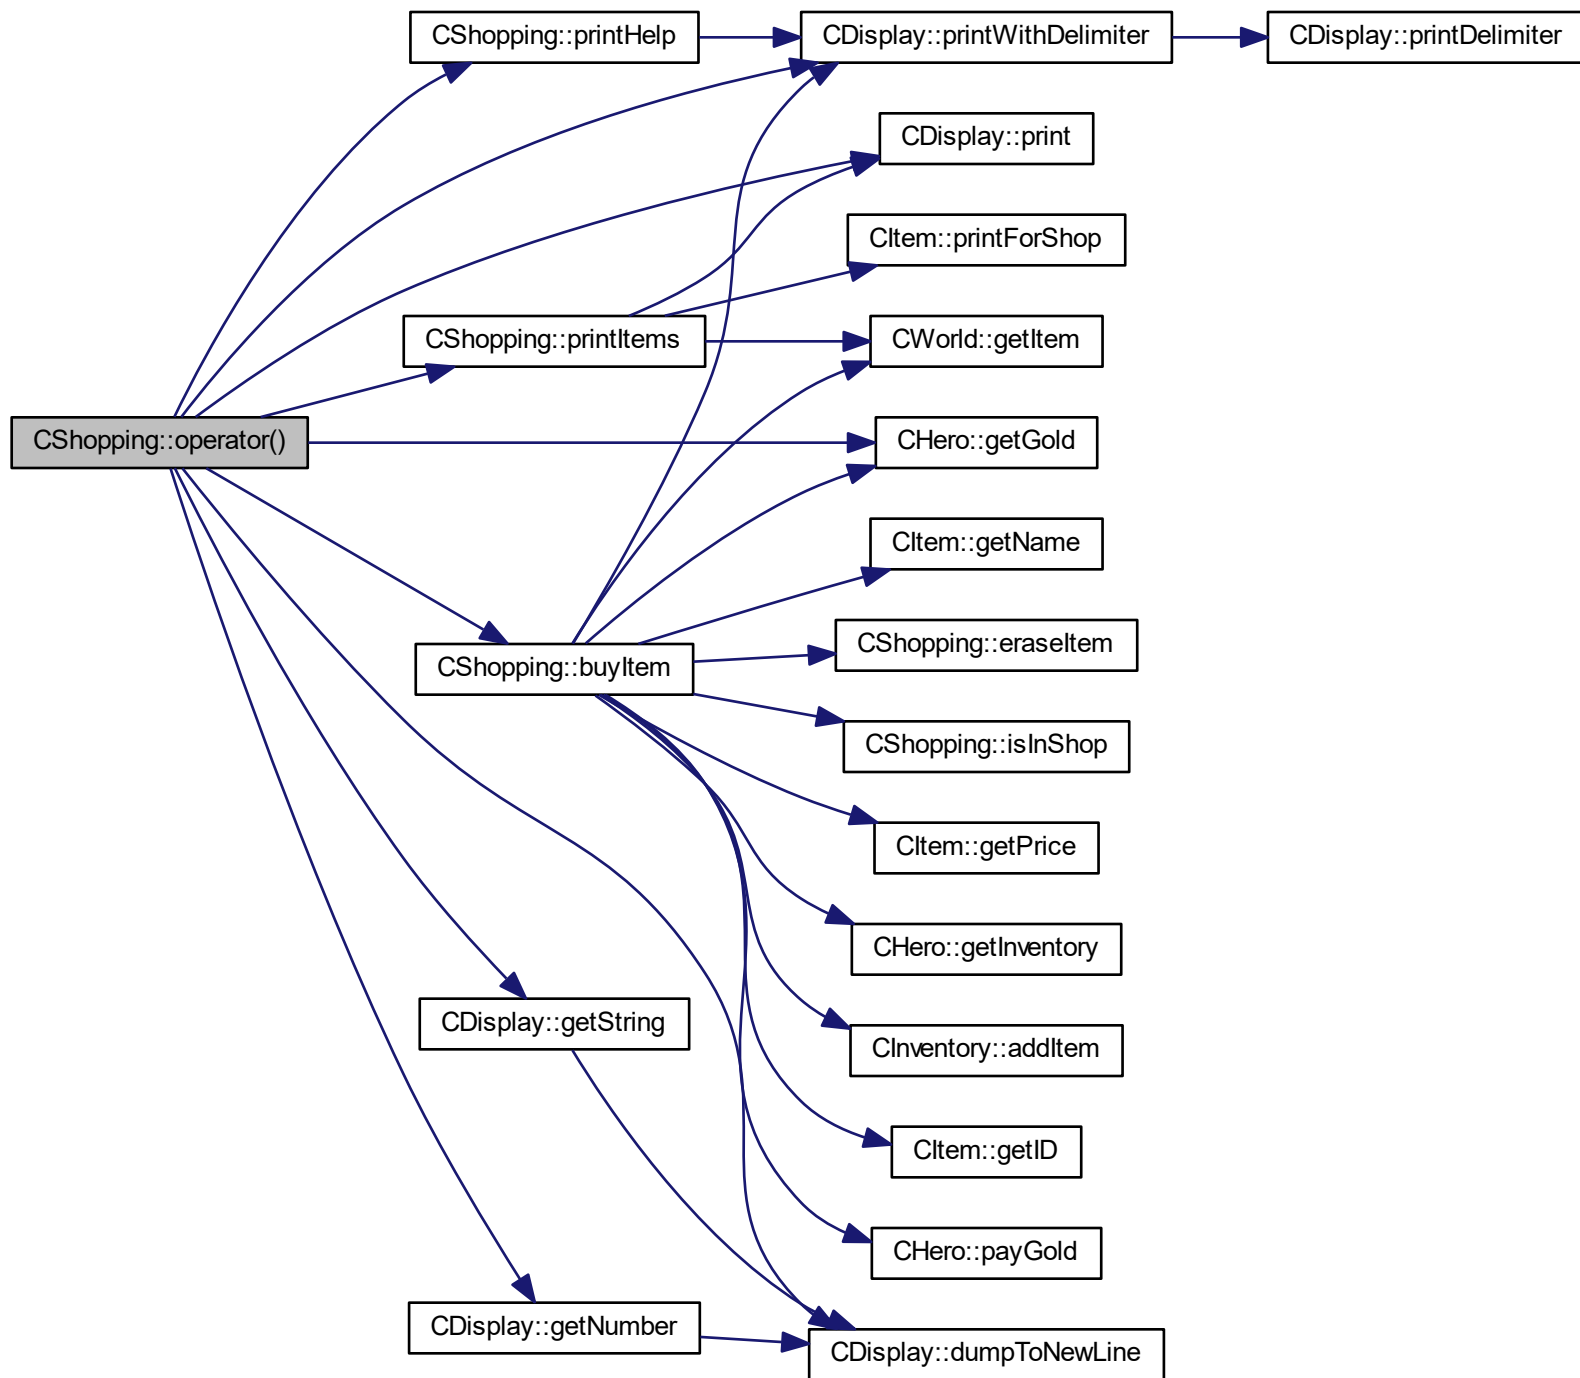 CShopping::printHelp
CDisplay::printWithDelimiter
CDisplay::printDelimiter
CDisplay::print
CItem::printForShop
CShopping::printItems
CWorld::getItem
CShopping::operator()
CHero::getGold
CItem::getName
CShopping::eraseItem
CShopping::buyItem
CShopping::isInShop
CItem::getPrice
CHero::getInventory
CDisplay::getString
CInventory::addItem
CItem::getID
CHero::payGold
CDisplay::getNumber
CDisplay::dumpToNewLine